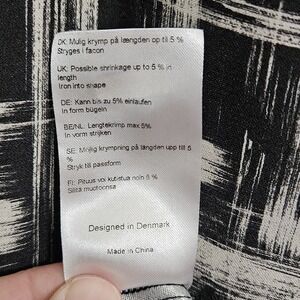 DK: Mulig krymp på længden op til 5 %
Stryges i facon
UK: Possible shrinkage up to 5 % in
length
Iron into shape
DE: Kann bis zu 5% einlaufen
In form bügeln
BE/NL: Lengtekrimp max 5%
In vorm strijken
SE: Möjlig krympning på längden upp till 5
%
Stryk till passform
FI: Pituus voi kutistua noin 5 %
Silitä muotoonsa
Designed in Denmark
Made in China